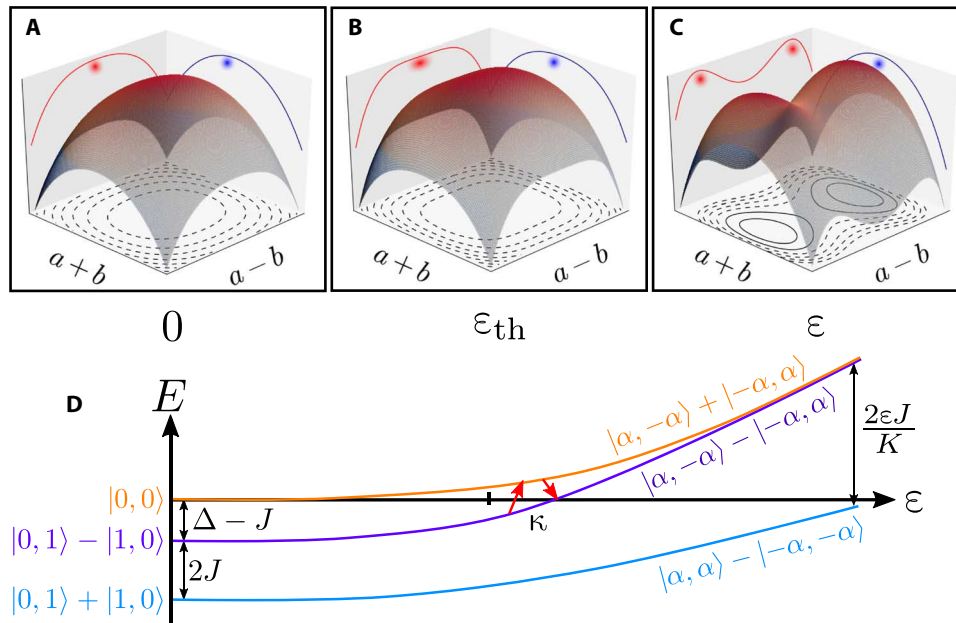 A
B
C
a + b
a − b
a + b
a − b
a + b
a − b
0
ε_th
ε
D
E
|α, −α⟩ + |−α, α⟩
|α, −α⟩ − |−α, α⟩
2εJ
K
|0, 0⟩
Δ − J
κ
ε
|0, 1⟩ − |1, 0⟩
2J
|α, α⟩ − |−α, −α⟩
|0, 1⟩ + |1, 0⟩